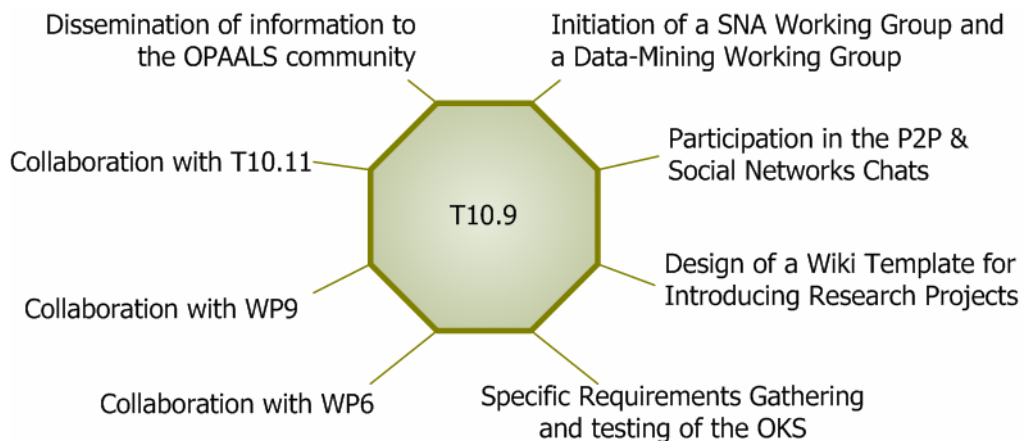 Dissemination of information to
the OPAALS community
Initiation of a SNA Working Group and
a Data-Mining Working Group
Collaboration with T10.11
Participation in the P2P &
Social Networks Chats
T10.9
Collaboration with WP9
Design of a Wiki Template for
Introducing Research Projects
Collaboration with WP6
Specific Requirements Gathering
and testing of the OKS